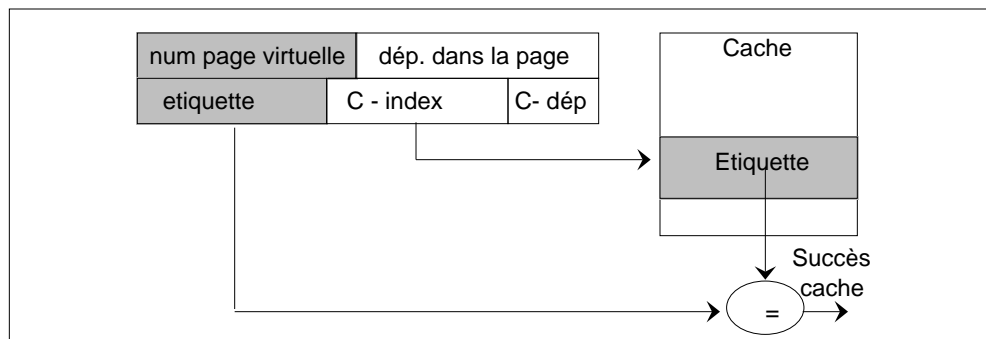 num page virtuelle dép. dans la page
etiquette C - index C- dép
Cache
Etiquette
Succès
cache
=